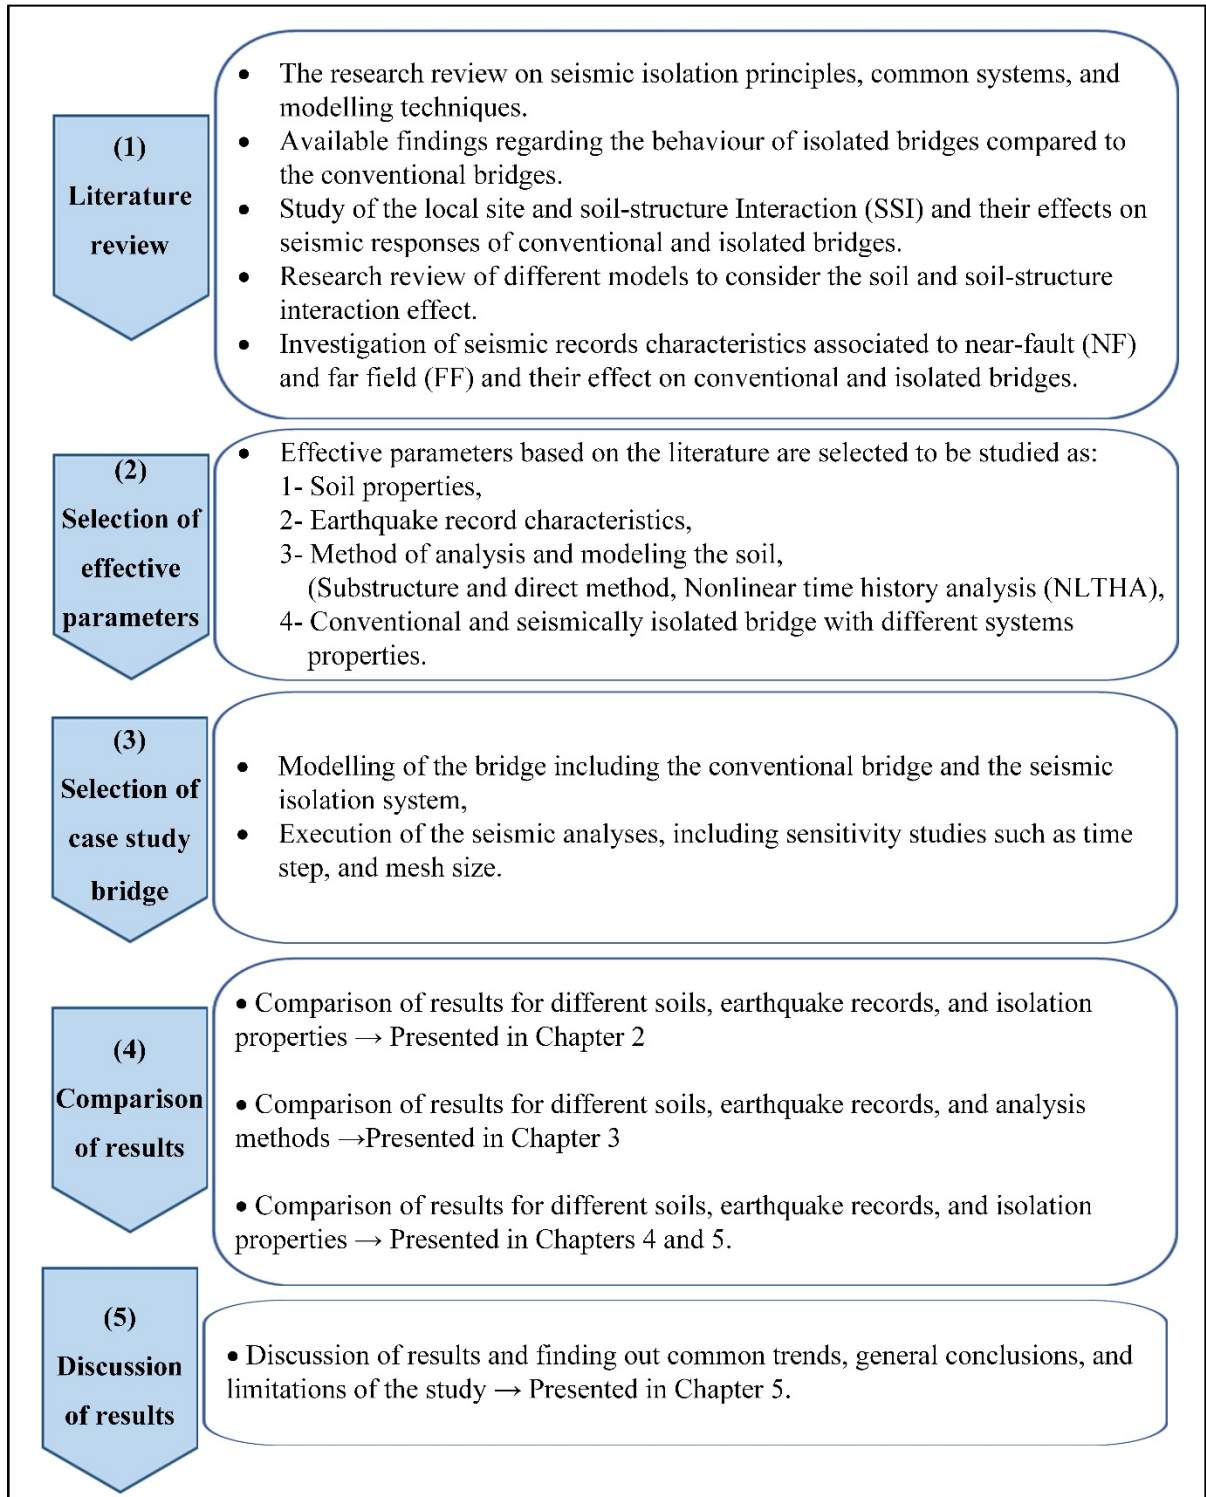 (1)
Literature
review
• The research review on seismic isolation principles, common systems, and
modelling techniques.
• Available findings regarding the behaviour of isolated bridges compared to
the conventional bridges.
• Study of the local site and soil-structure Interaction (SSI) and their effects on
seismic responses of conventional and isolated bridges.
• Research review of different models to consider the soil and soil-structure
interaction effect.
• Investigation of seismic records characteristics associated to near-fault (NF)
and far field (FF) and their effect on conventional and isolated bridges.
(2)
Selection of
effective
parameters
• Effective parameters based on the literature are selected to be studied as:
1- Soil properties,
2- Earthquake record characteristics,
3- Method of analysis and modeling the soil,
(Substructure and direct method, Nonlinear time history analysis (NLTHA),
4- Conventional and seismically isolated bridge with different systems
properties.
(3)
Selection of
case study
bridge
• Modelling of the bridge including the conventional bridge and the seismic
isolation system,
• Execution of the seismic analyses, including sensitivity studies such as time
step, and mesh size.
(4)
Comparison
of results
• Comparison of results for different soils, earthquake records, and isolation
properties → Presented in Chapter 2
• Comparison of results for different soils, earthquake records, and analysis
methods →Presented in Chapter 3
• Comparison of results for different soils, earthquake records, and isolation
properties → Presented in Chapters 4 and 5.
(5)
Discussion
of results
• Discussion of results and finding out common trends, general conclusions, and
limitations of the study → Presented in Chapter 5.